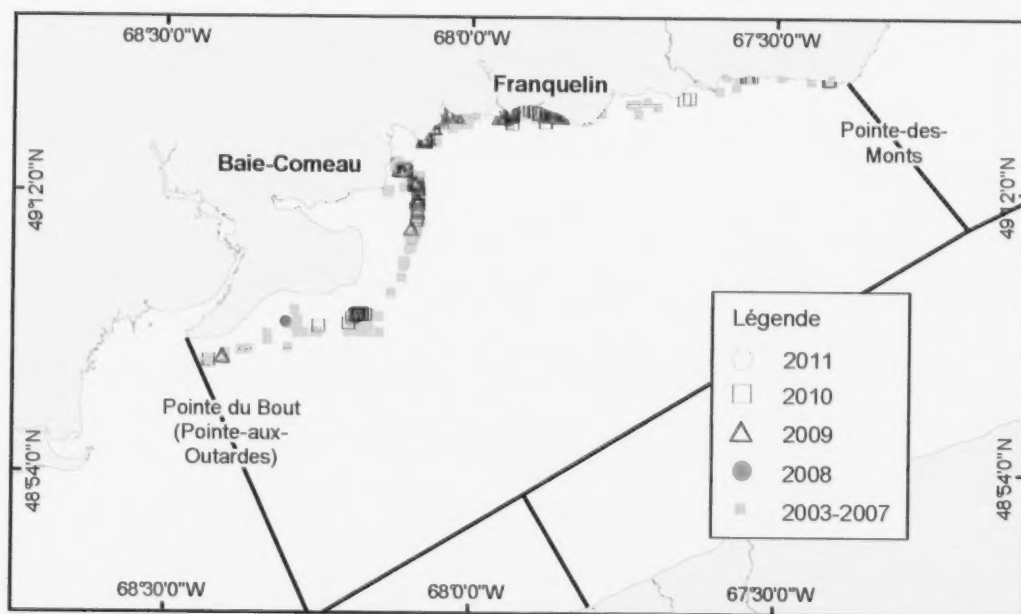 68°30'0"W
68°0'0"W
67°30'0"W
Franquelin
Baie-Comeau
Pointe-des-
Monts
49°12'0"N
49°12'0"N
Légende
2011
2010
2009
2008
2003-2007
Pointe du Bout
(Pointe-aux-
Outardes)
48°54'0"N
48°54'0"N
68°30'0"W
68°0'0"W
67°30'0"W